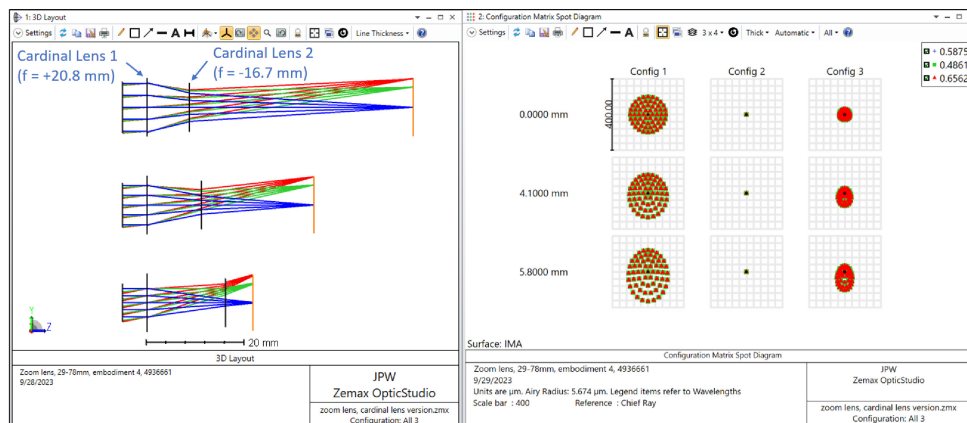 1: 3D Layout
Settings
Line Thickness
Cardinal Lens 1
(f = +20.8 mm)
Cardinal Lens 2
(f = -16.7 mm)
Y
Z
20 mm
3D Layout
Zoom lens, 29-78mm, embodiment 4, 4936661
9/28/2023
JPW
Zemax OpticStudio
zoom lens, cardinal lens version.zmx
Configuration: All 3
2: Configuration Matrix Spot Diagram
Settings
3 x 4
Thick
Automatic
All
0.5875
0.4861
0.6562
Config 1
Config 2
Config 3
400.00
0.0000 mm
4.1000 mm
5.8000 mm
Surface: IMA
Configuration Matrix Spot Diagram
Zoom lens, 29-78mm, embodiment 4, 4936661
9/29/2023
Units are µm. Airy Radius: 5.674 µm. Legend items refer to Wavelengths
Scale bar : 400 Reference : Chief Ray
JPW
Zemax
Zemax OpticStudio
zoom lens, cardinal lens version.zmx
Configuration: All 3